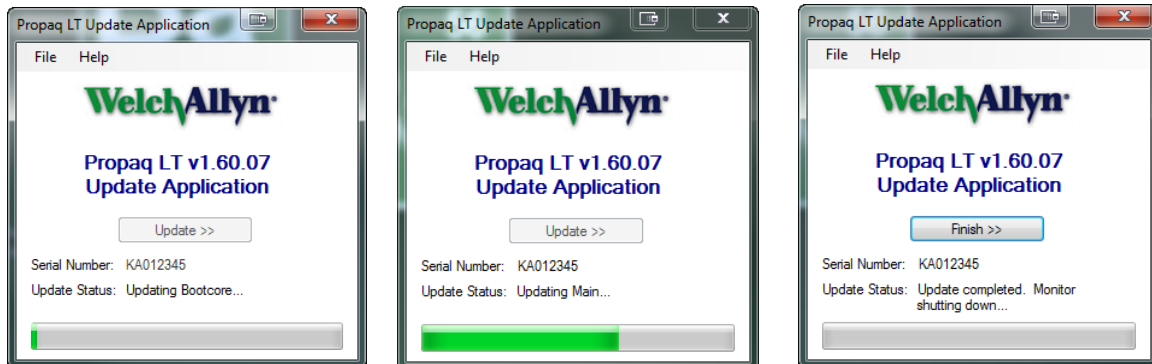 Propaq LT Update Application
File Help
WelchAllyn®
Propaq LT v1.60.07
Update Application
Update >>
Serial Number: KA012345
Update Status: Updating Bootcore...
Propaq LT Update Application
File Help
WelchAllyn®
Propaq LT v1.60.07
Update Application
Update >>
Serial Number: KA012345
Update Status: Updating Main...
Propaq LT Update Application
File Help
WelchAllyn®
Propaq LT v1.60.07
Update Application
Finish >>
Serial Number: KA012345
Update Status: Update completed. Monitor
shutting down...